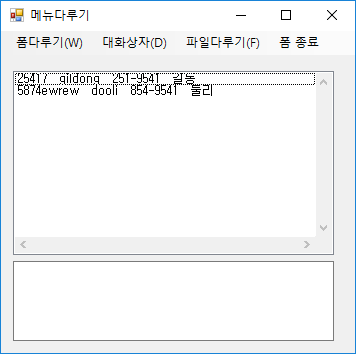 메뉴다루기
폼다루기(W) 대화상자(D) 파일다루기(F) 폼 종료
25417 gildong 251-9541 길동
5874ewrew dooli 854-9541 둘리